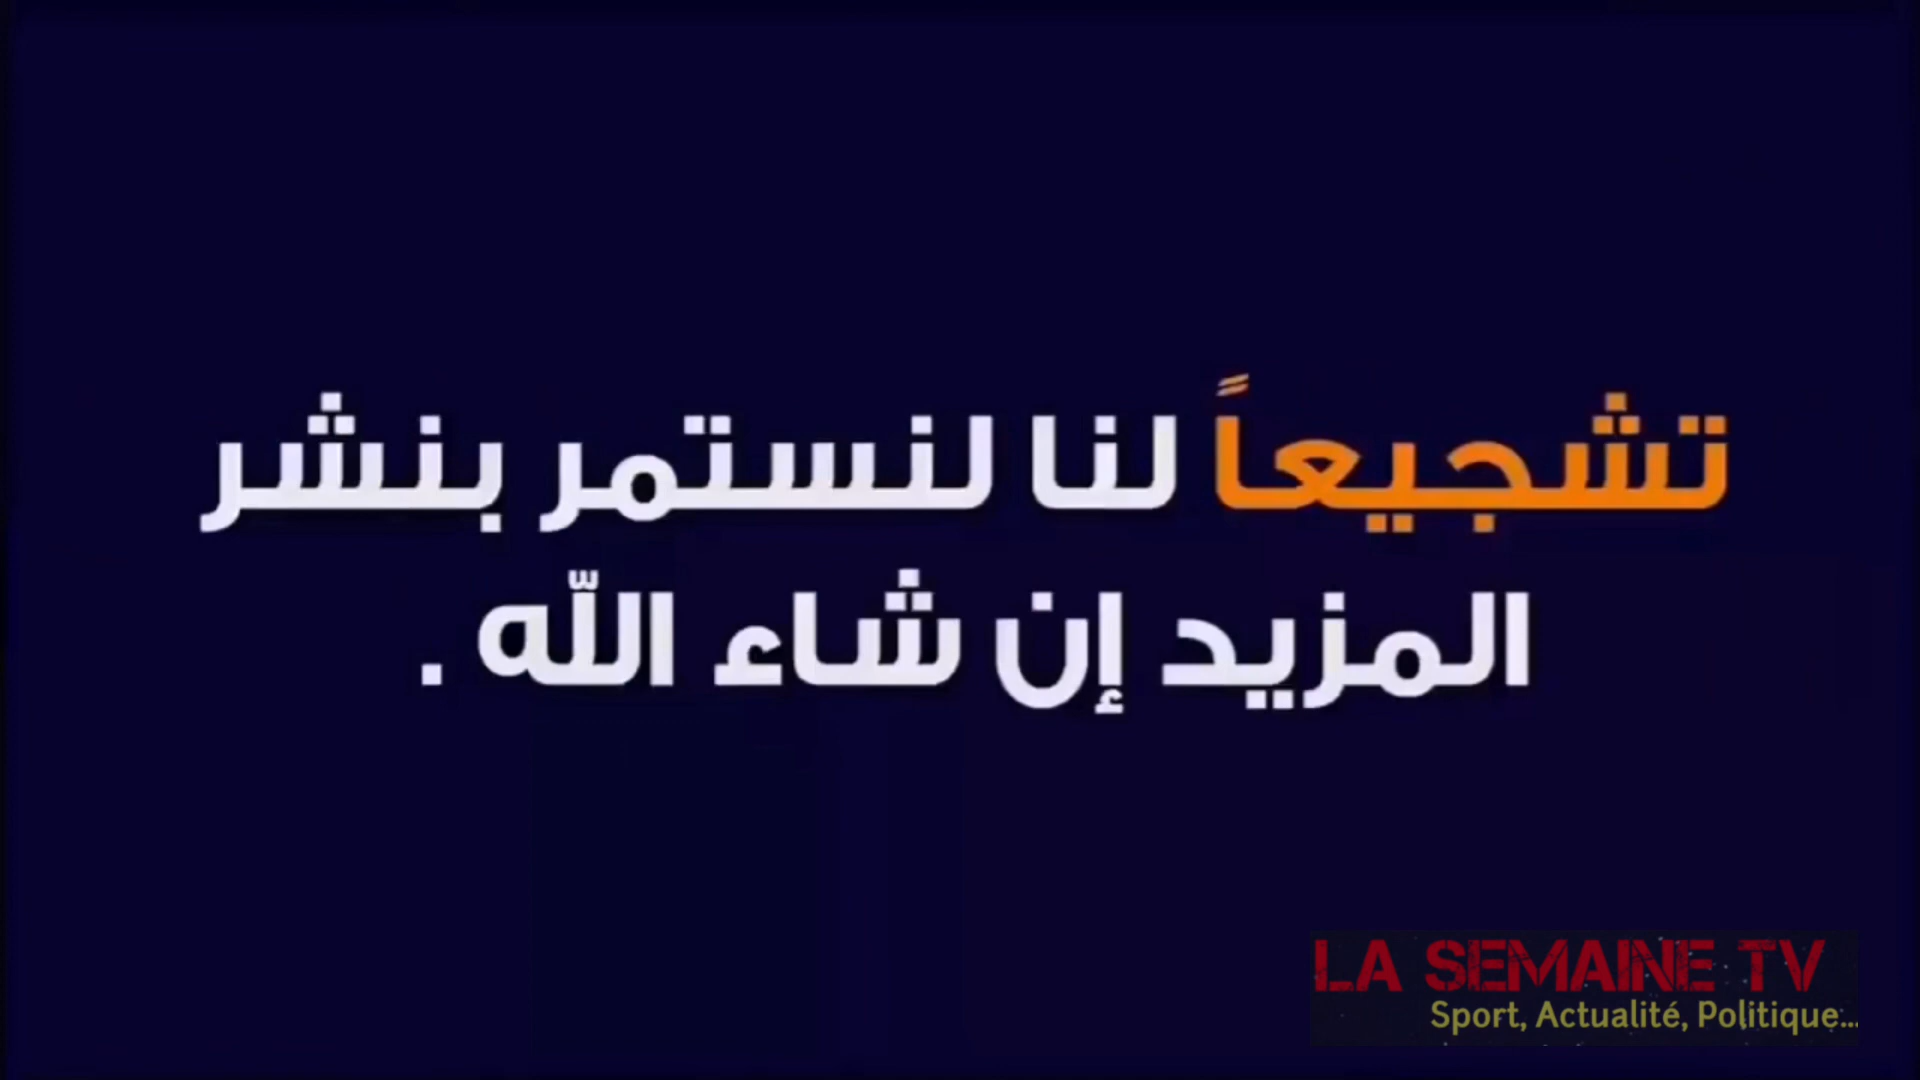 تشجيعاً لنا لنستمر بنشر
المزيد إن شاء اللّه .
LA SEMAINE TV
Sport, Actualité, Politique...